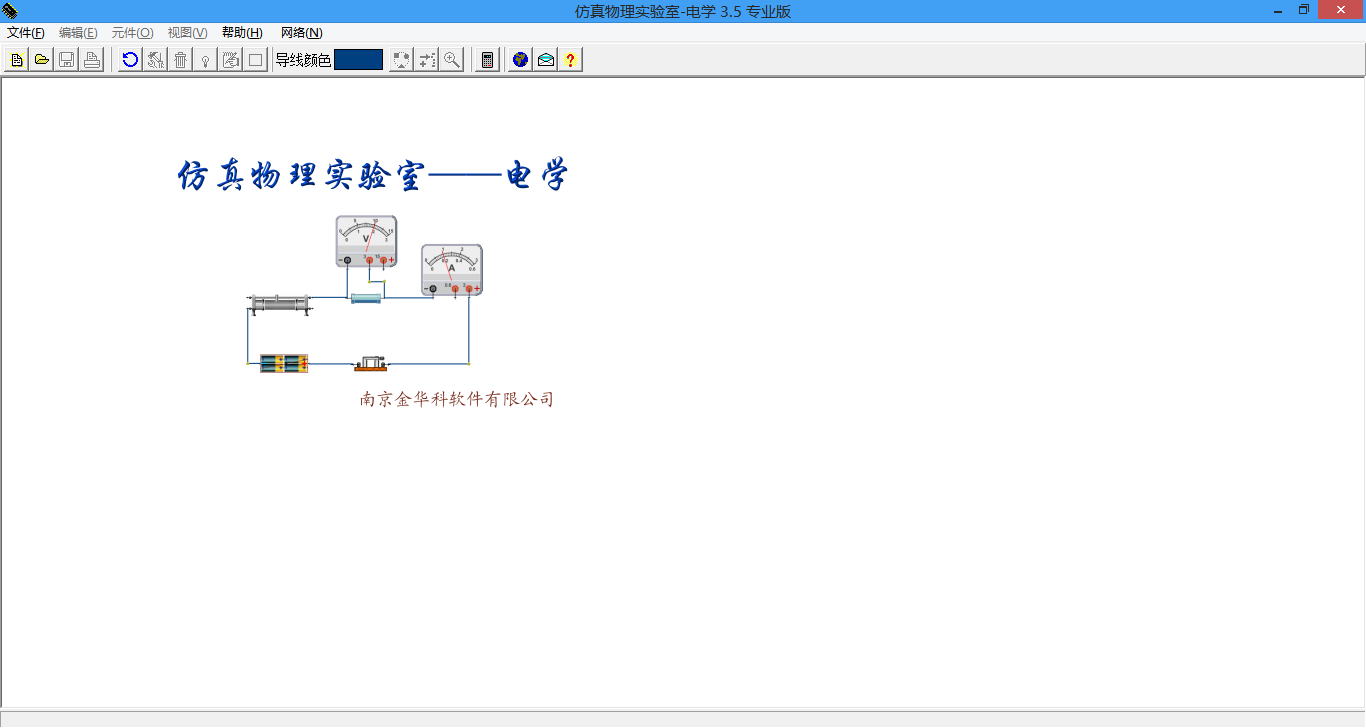 仿真物理实验室-电学 3.5 专业版
文件(F) 编辑(E) 元件(O) 视图(V) 帮助(H) 网络(N)
导线颜色
仿真物理实验室——电学
V
A
南京金华科软件有限公司